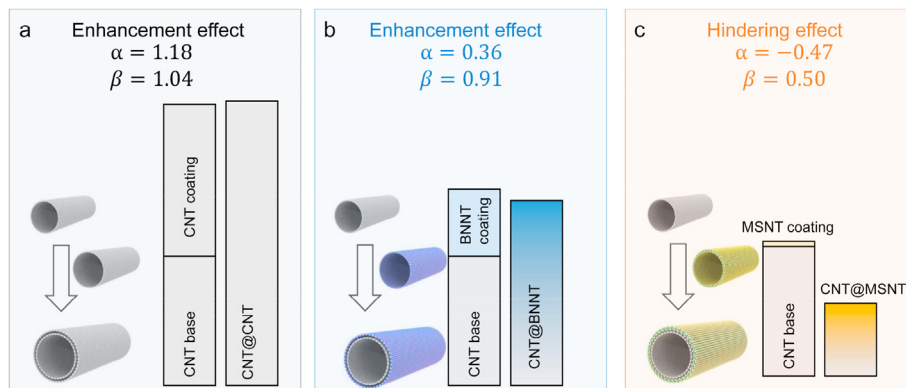 a
Enhancement effect
α = 1.18
β = 1.04
CNT coating
CNT base
CNT@CNT
b
Enhancement effect
α = 0.36
β = 0.91
BNNT
coating
CNT base
CNT@BNNT
c
Hindering effect
α = −0.47
β = 0.50
MSNT coating
CNT base
CNT@MSNT